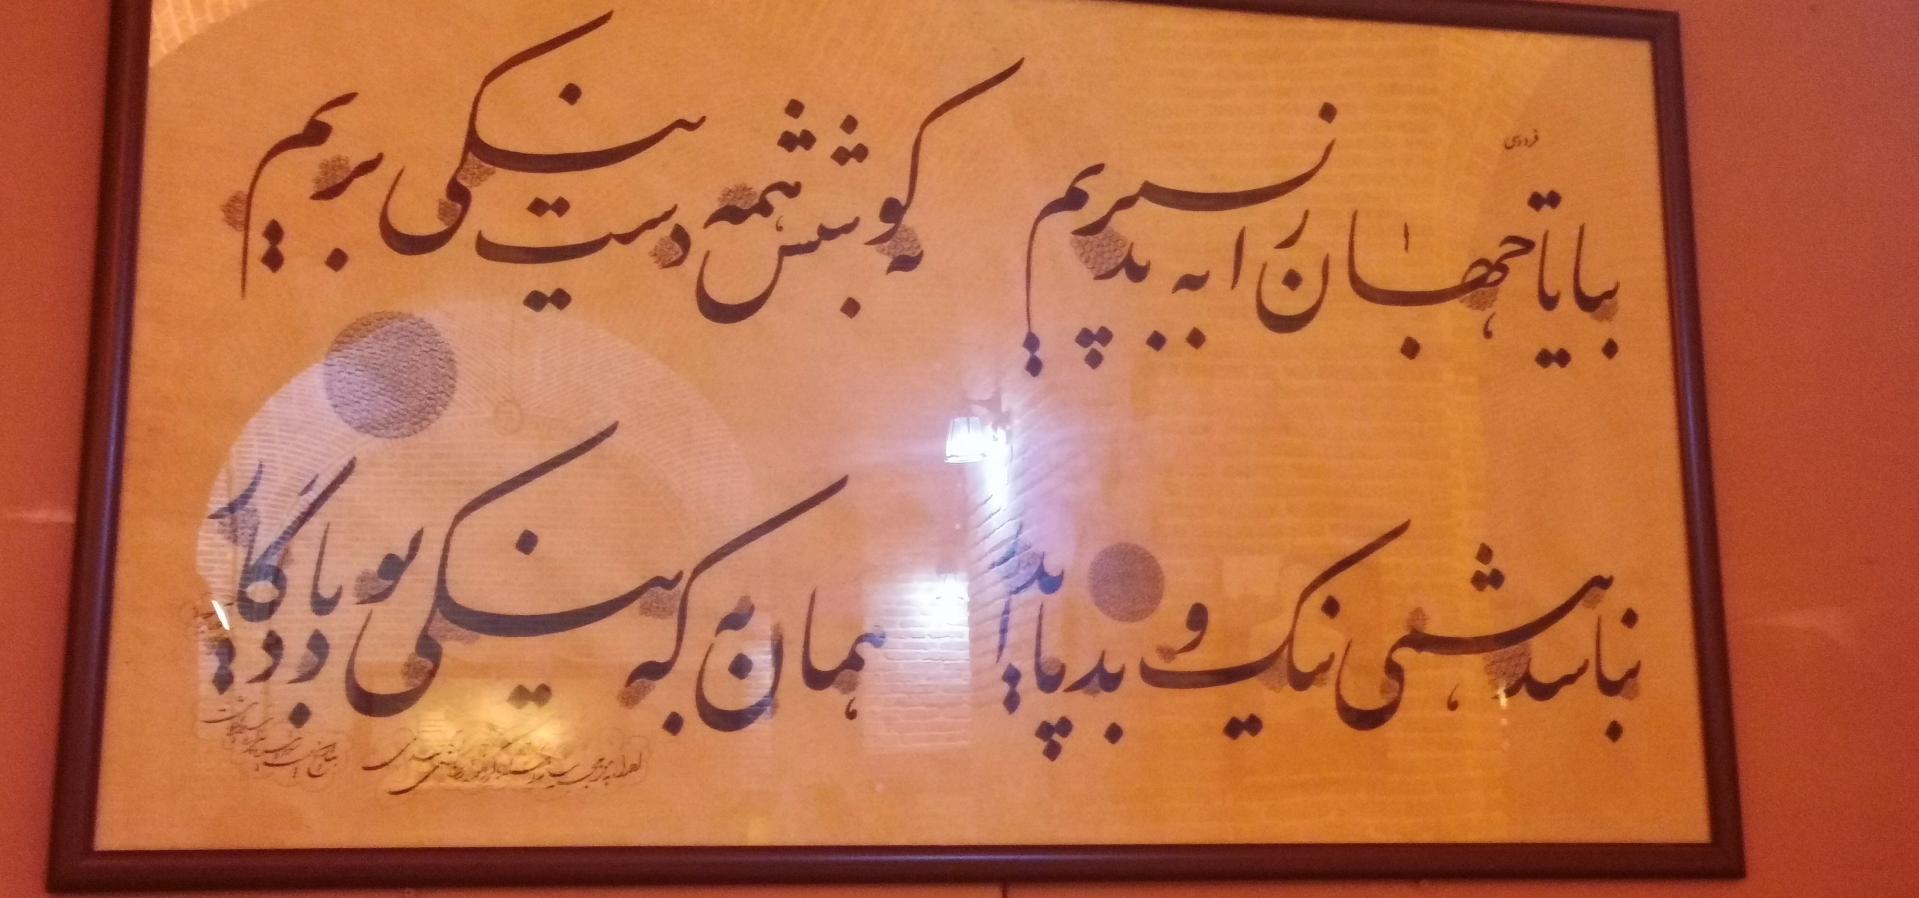 فردوسی
بیا تا جهان را به بد نسپریم
به کوشش همه دست نیکی بریم
نباشد همی نیک و بد پایدار
همان به که نیکی بود یادگار